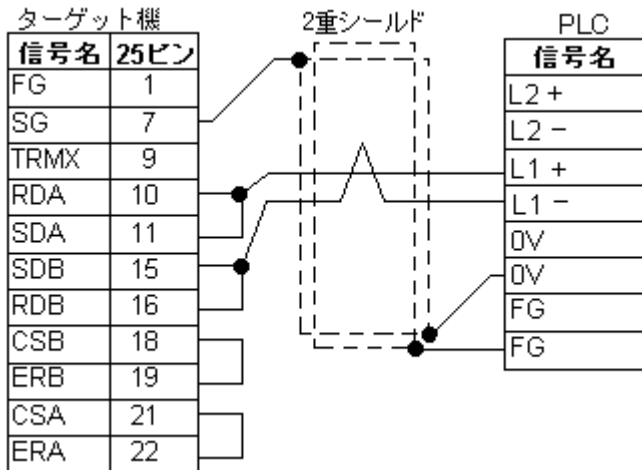 ターゲット機
信号名 25ピン
FG 1
SG 7
TRMX 9
RDA 10
SDA 11
SDB 15
RDB 16
CSB 18
ERB 19
CSA 21
ERA 22
2重シールド
PLC
信号名
L2+
L2-
L1+
L1-
0V
0V
FG
FG